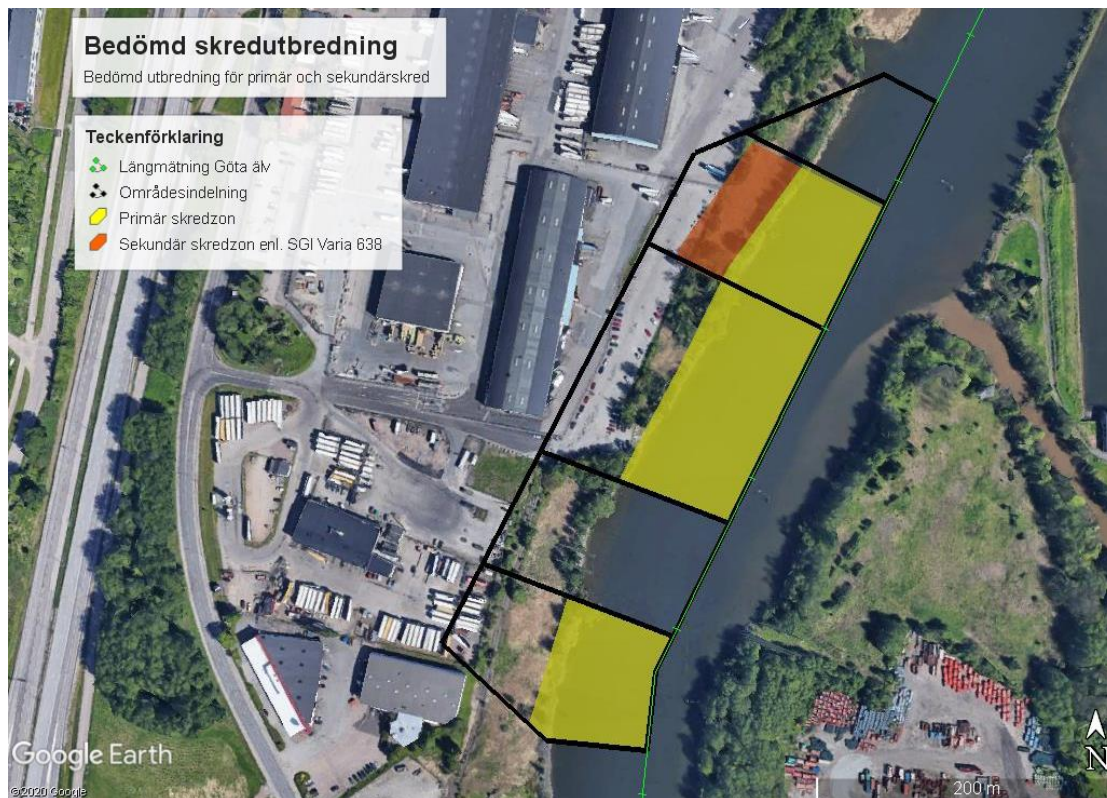 Bedömd skredutbredning
Bedömd utbredning för primär och sekundärskred
Teckenförklaring
Längmätning Göta älv
Områdesindelning
Primär skredzon
Sekundär skredzon enl. SGI Varia 638
Google Earth
©2020 Google
200 m
N